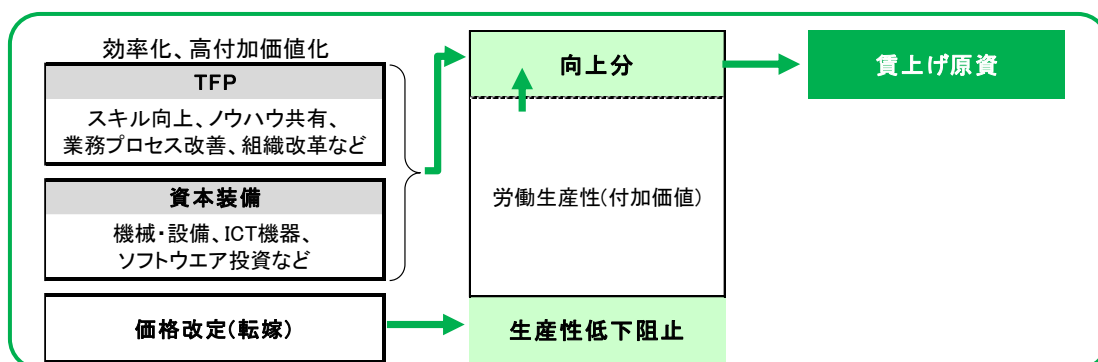 効率化、高付加価値化
TFP
スキル向上、ノウハウ共有、
業務プロセス改善、組織改革など
資本装備
機械・設備、ICT機器、
ソフトウエア投資など
価格改定(転嫁)
向上分
労働生産性(付加価値)
生産性低下阻止
賃上げ原資